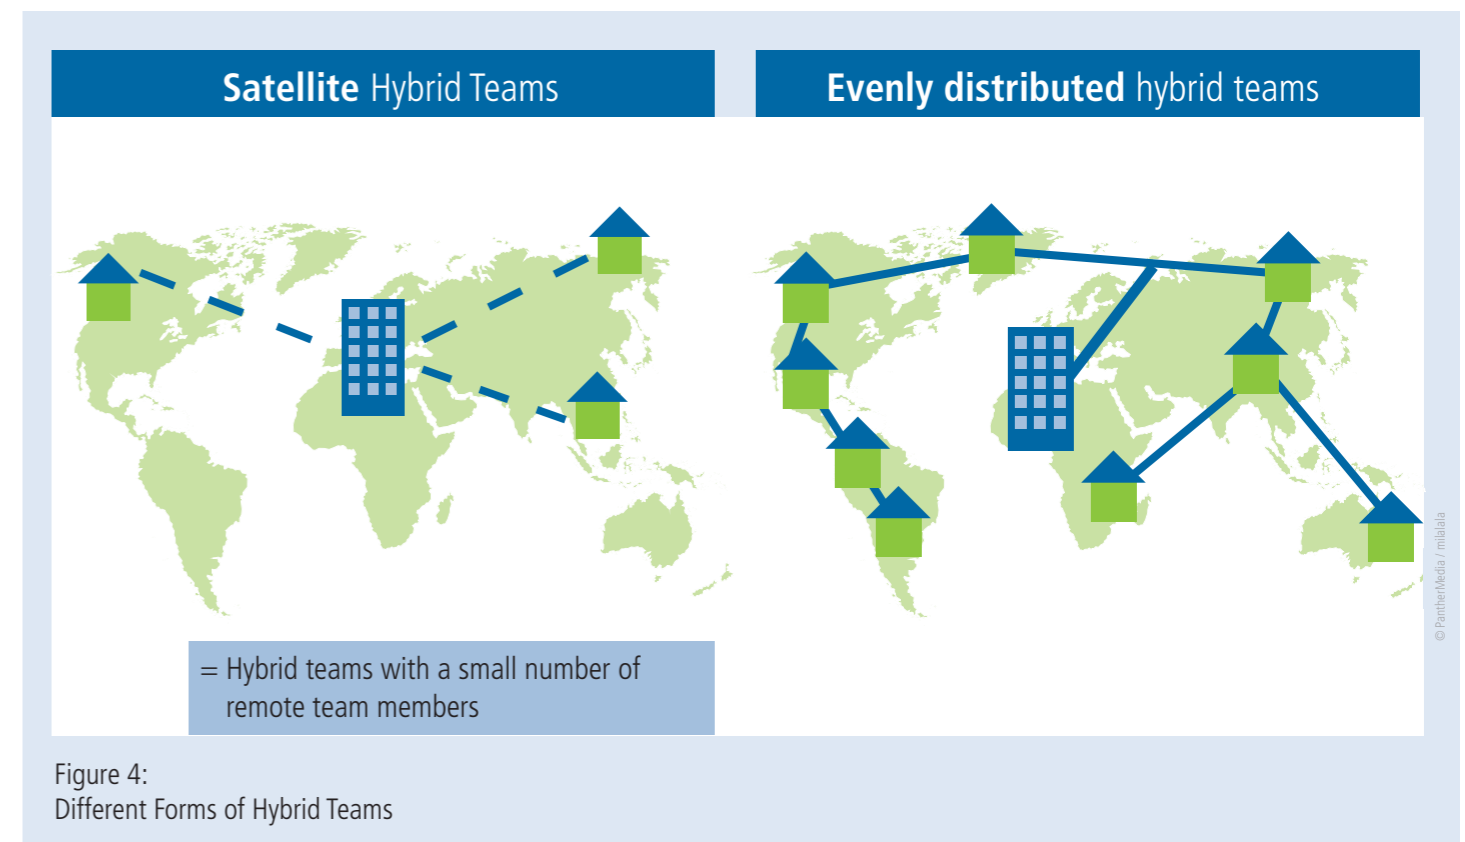 Satellite Hybrid Teams
Evenly distributed hybrid teams
= Hybrid teams with a small number of
remote team members
© PantherMedia / milalala
Figure 4:
Different Forms of Hybrid Teams